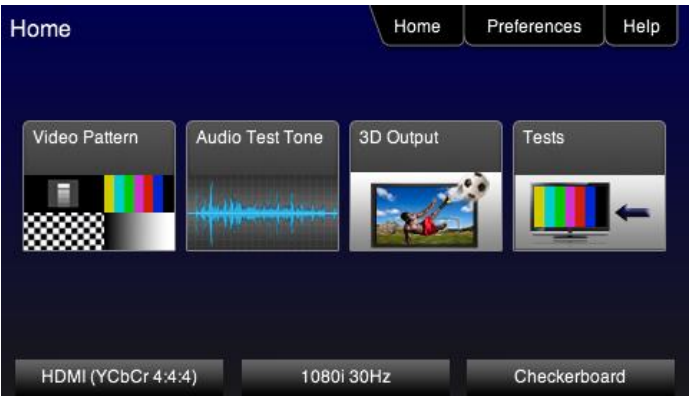 Home
Home
Preferences
Help
Video Pattern
Audio Test Tone
3D Output
Tests
HDMI (YCbCr 4:4:4)
1080i 30Hz
Checkerboard